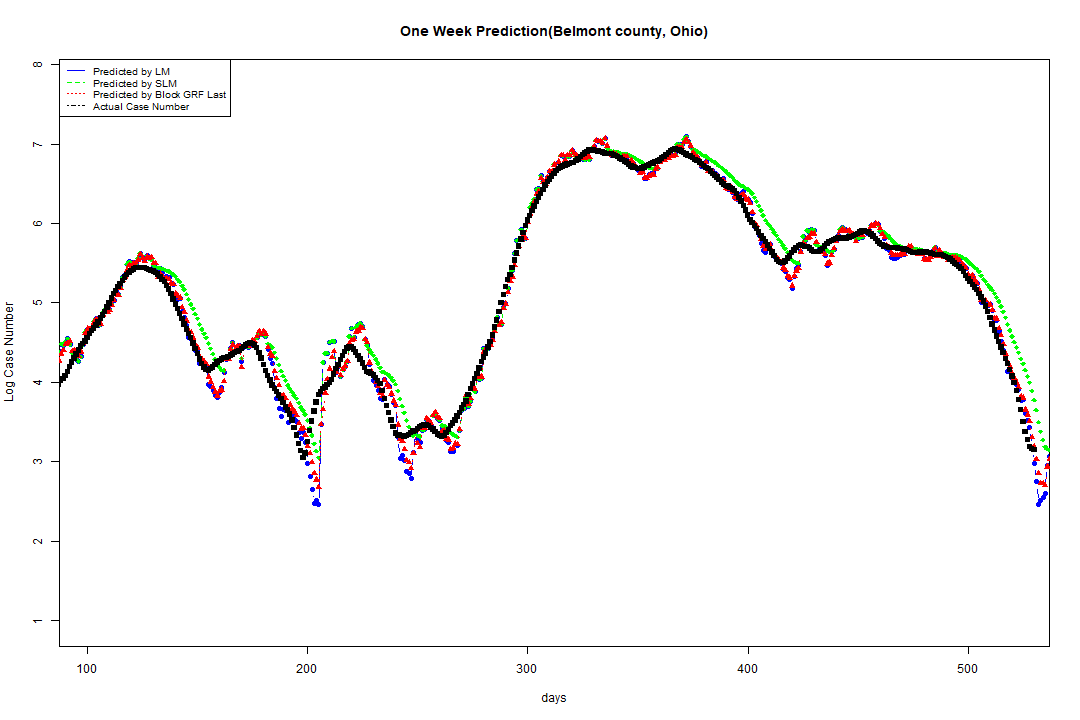 One Week Prediction(Belmont county, Ohio)
Predicted by LM
Predicted by SLM
Predicted by Block GRF Last
Actual Case Number
Log Case Number
8
7
6
5
4
3
2
1
100 200 300 400 500
days